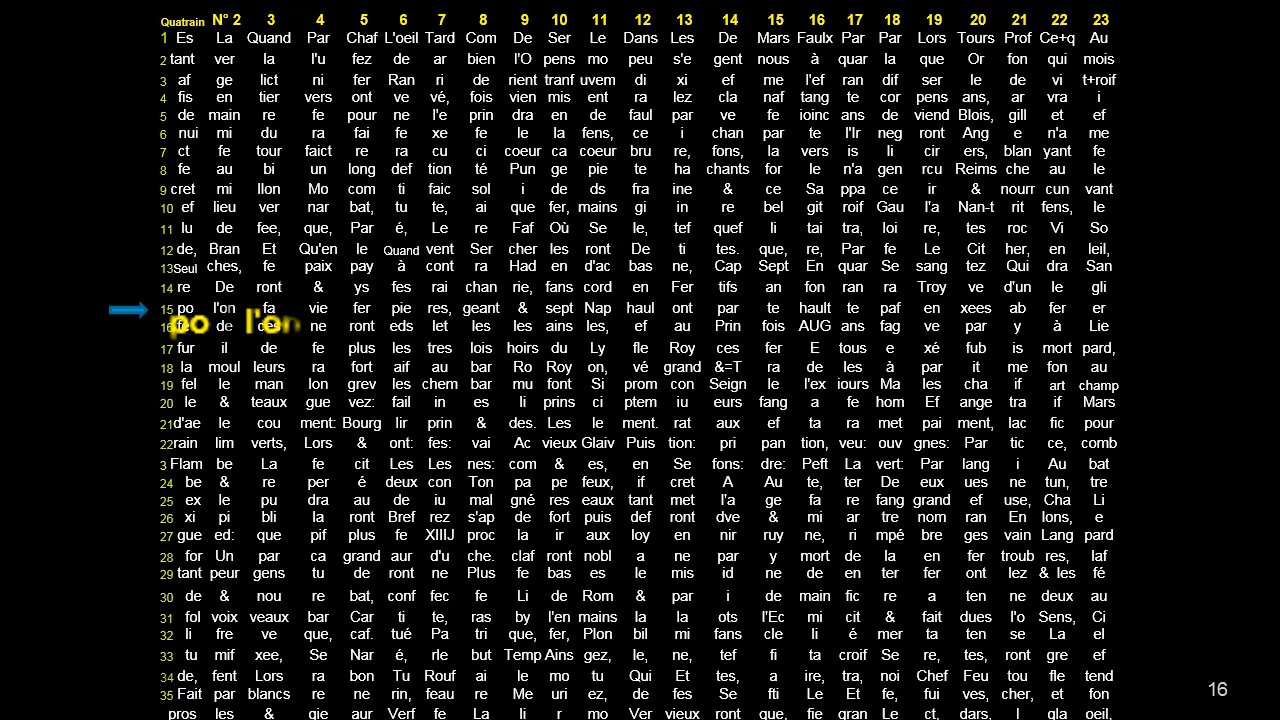 Quatrain N° 2 3 4 5 6 7 8 9 10 11 12 13 14 15 16 17 18 19 20 21 22 23
1 Es La Quand Par Chaf L'oeil Tard Com De Ser Le Dans Les De Mars Faulx Par Par Lors Tours Prof Ce+q Au
2 tant ver la l'u fez de ar bien l'O pens mo peu s'e gent nous à quar la que Or fon qui mois
3 af ge lict ni fer Ran ri de rient tranf uvem di xi ef me l'ef ran dif ser le de vi t+roif
4 fis en tier vers ont ve vé, fois vien mis ent ra lez cla naf tang te cor pens ans, ar vra i
5 de main re fe pour ne l'e prin dra en de faul par ve fe ioinc ans de viend Blois, gill et ef
6 nui mi du ra fai fe xe fe le la fens, ce i chan par te l'Ir neg ront Ang e n'a me
7 ct fe tour faict re ra cu ci coeur ca coeur bru re, fons, la vers is li cir ers, blan yant fe
8 fe au bi un long def tion té Pun ge pie te ha chants for le n'a gen rcu Reims che au le
9 cret mi llon Mo com ti faic sol i de ds fra ine & ce Sa ppa ce ir & nourr cun vant
10 ef lieu ver nar bat, tu te, ai que fer, mains gi in re bel git roif Gau l'a Nan-t rit fens, le
11 lu de fee, que, Par é, Le re Faf Où Se le, tef quef li tai tra, loi re, tes roc Vi So
12 de, Bran Et Qu'en le Quand vent Ser cher les ront De ti tes. que, re, Par fe Le Cit her, en leil,
13 Seul ches, fe paix pay à cont ra Had en d'ac bas ne, Cap Sept En quar Se sang tez Qui dra San
14 re De ront & ys fes rai chan rie, fans cord en Fer tifs an fon ran ra Troy ve d'un le gli
15 po l'on fa vie fer pie res, geant & sept Nap haul ont par te hault te paf en xees ab fer er
po l'on
16 de ne ront eds let les les ains les, ef au Prin fois AUG ans fag ve par y à Lie
17 fur il de fe plus les tres lois hoirs du Ly fle Roy ces fer E tous e xé fub is mort pard,
18 la moul leurs ra fort aif au bar Ro Roy on, vé grand &=T ra de les à par it me fon au
19 fel le man lon grev les chem bar mu font Si prom con Seign le l'ex iours Ma les cha if art champ
20 le & teaux gue vez: fail in es li prins ci ptem iu eurs fang a fe hom Ef ange tra if Mars
21 d'ae le cou ment: Bourg lir prin & des. Les le ment. rat aux ef ta ra met pai ment, lac fic pour
22 rain lim verts, Lors & ont: fes: vai Ac vieux Glaiv Puis tion: pri pan tion, veu: ouv gnes: Par tic ce, comb
3 Flam be La fe cit Les Les nes: com & es, en Se fons: dre: Peft La vert: Par lang i Au bat
24 be & re per é deux con Ton pa pe feux, if cret A Au te, ter De eux ues ne tun, tre
25 ex le pu dra au de iu mal gné res eaux tant met l'a ge fa re fang grand ef use, Cha Li
26 xi pi bli la ront Bref rez s'ap de fort puis def ront dve & mi ar tre nom ran En lons, e
27 gue ed: que pif plus fe XIIIJ proc la ir aux loy en nir ruy ne, ri mpé bre ges vain Lang pard
28 for Un par ca grand aur d'u che. claf ront nobl a ne par y mort de la en fer troub res, laf
29 tant peur gens tu de ront ne Plus fe bas es le mis id ne de en ter fer ont lez & les fé
30 de & nou re bat, conf fec fe Li de Rom & par i de main fic re a ten ne deux au
31 fol voix veaux bar Car ti te, ras by l'en mains la la ots l'Ec mi cit & fait dues l'o Sens, Ci
32 li fre ve que, caf. tué Pa tri que, fer, Plon bil mi fans cle li é mer ta ten se La el
33 tu mif xee, Se Nar é, rle but Temp Ains gez, le, ne, tef fi ta croif Se re, tes, ront gre ef
34 de, fent Lors ra bon Tu Rouf ai le mo tu Qui Et tes, a ire, tra, noi Chef Feu tou fle tend
35 Fait par blancs re ne rin, feau re Me uri ez, de fes Se fti Le Et fe, fui ves, cher, et fon
pros les & gie aur Verf fe La li r mo Ver vieux ront que, fie gran Le ct, dars, l gla oeil,
16